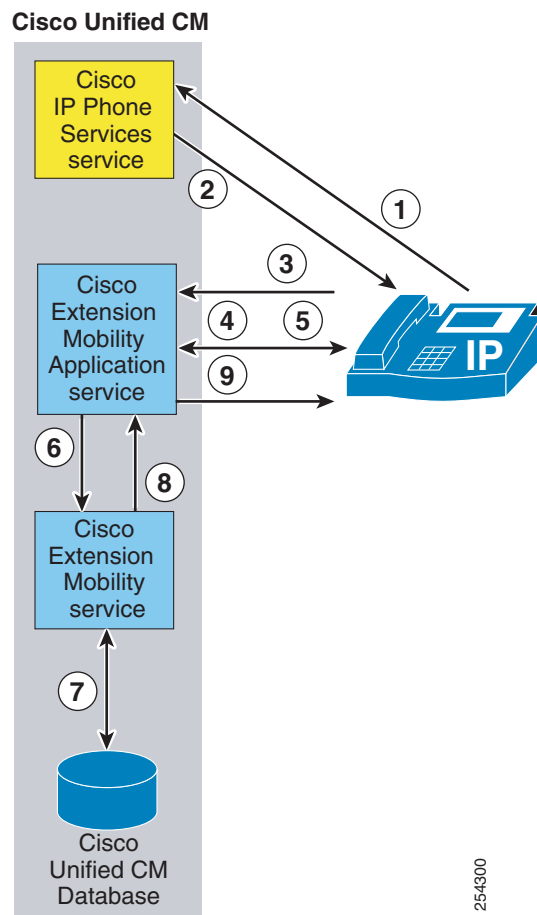 Cisco Unified CM
Cisco
IP Phone
Services
service
2
1
3
Cisco
Extension
Mobility
Application
service
4
5
9
IP
6
8
Cisco
Extension
Mobility
service
7
Cisco
Unified CM
Database
254300